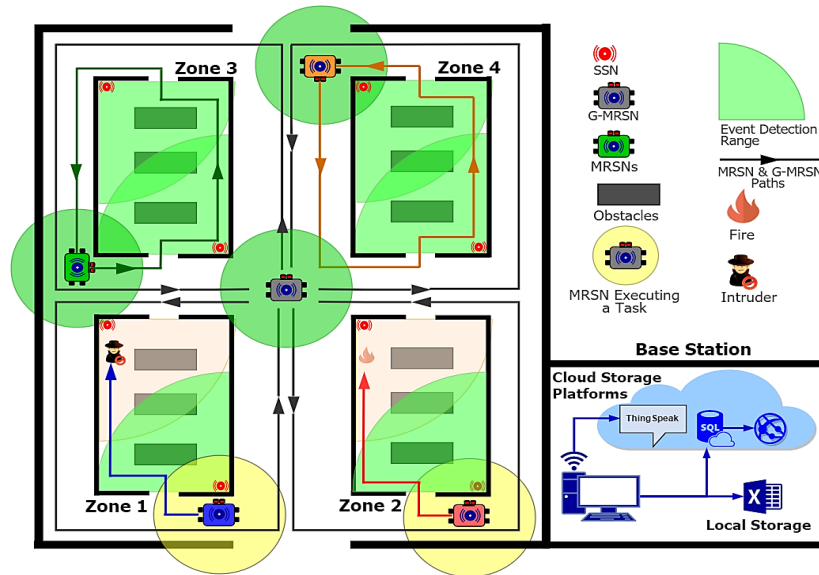 Zone 3
Zone 4
Zone 1
Zone 2
SSN
G-MRSN
MRSNs
Obstacles
MRSN Executing
a Task
Event Detection
Range
MRSN & G-MRSN
Paths
Fire
Intruder
Base Station
Cloud Storage
Platforms
ThingSpeak
SQL
X
Local Storage